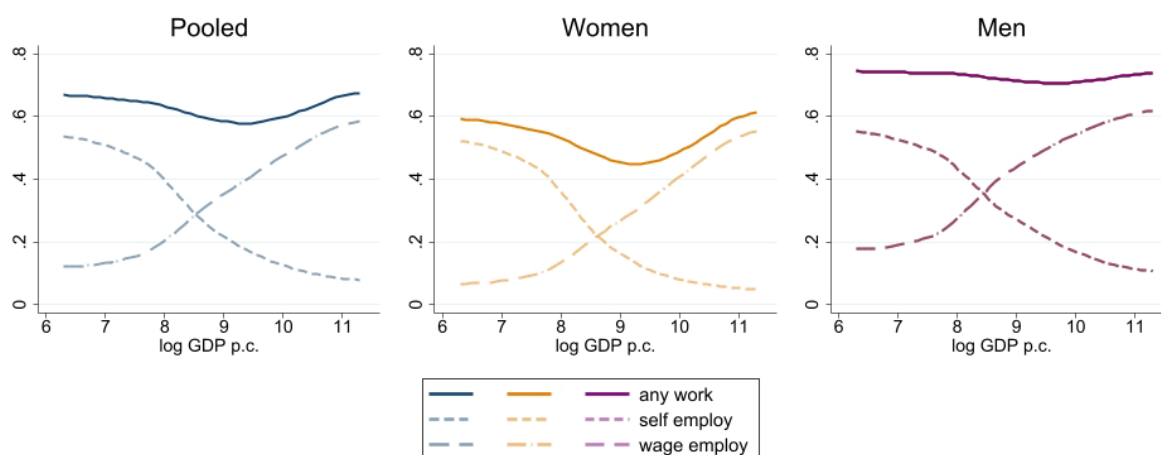 Pooled
Women
Men
.8
.6
.4
.2
0
6 7 8 9 10 11
log GDP p.c.
.8
.6
.4
.2
0
6 7 8 9 10 11
log GDP p.c.
.8
.6
.4
.2
0
6 7 8 9 10 11
log GDP p.c.
any work
self employ
wage employ